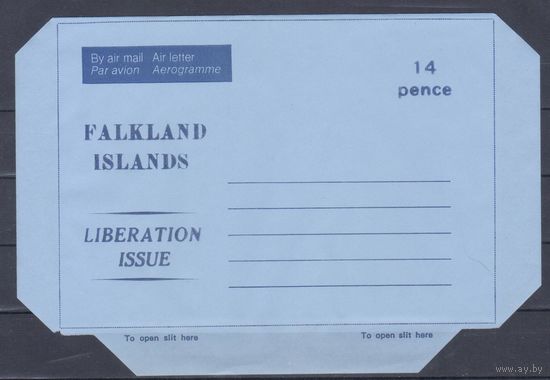 By air mail Air letter
Par avion Aerogramme
14
pence
FALKLAND
ISLANDS
LIBERATION
ISSUE
To open slit here
To open slit here
www.ay.by